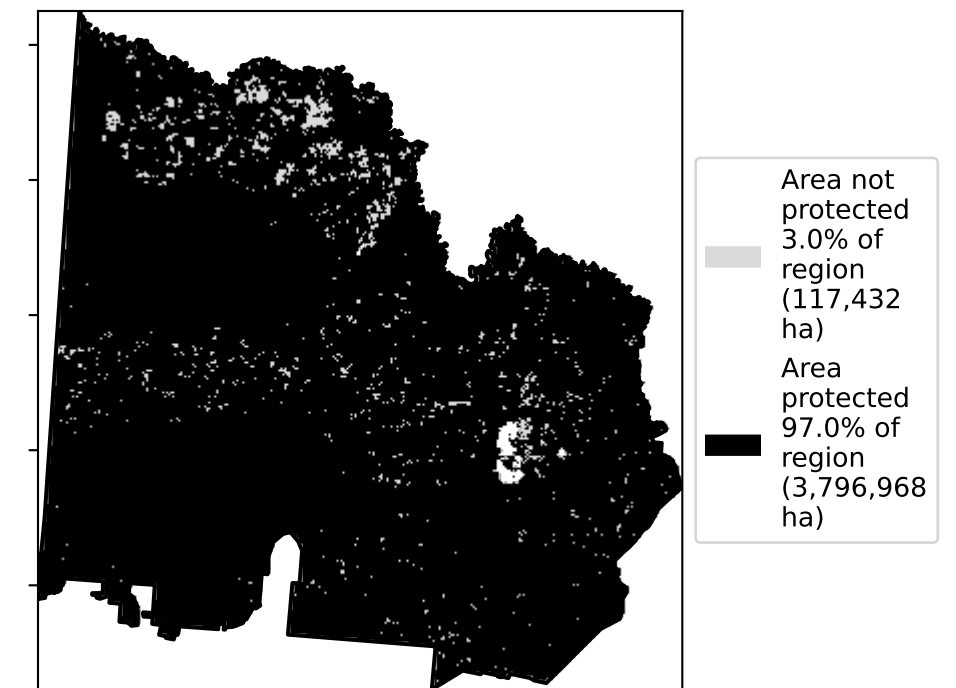 Area not
protected
3.0% of
region
(117,432
ha)
Area
protected
97.0% of
region
(3,796,968
ha)